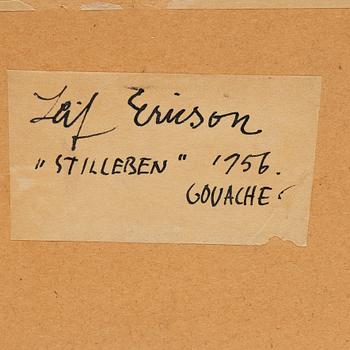 Leif Ericson
"STILLEBEN" 1956.
GOUACHE